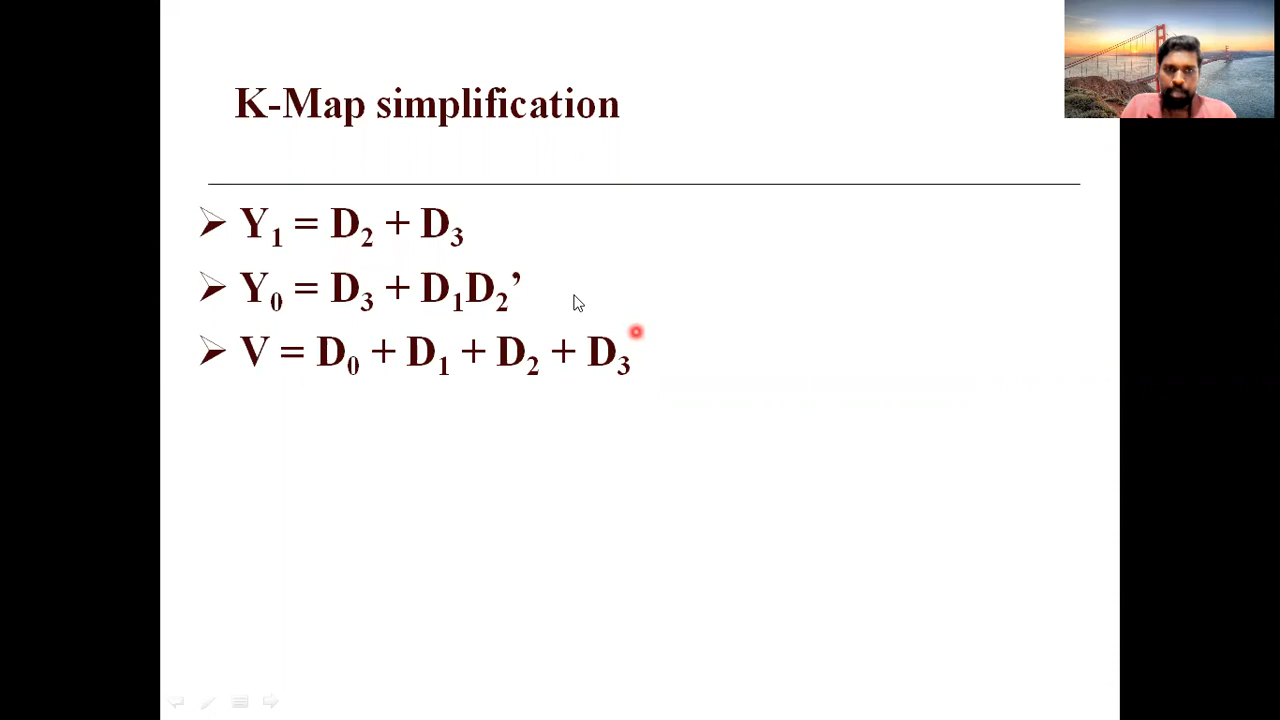 K-Map simplification
➢ Y₁ = D₂ + D₃
➢ Y₀ = D₃ + D₁D₂’
➢ V = D₀ + D₁ + D₂ + D₃